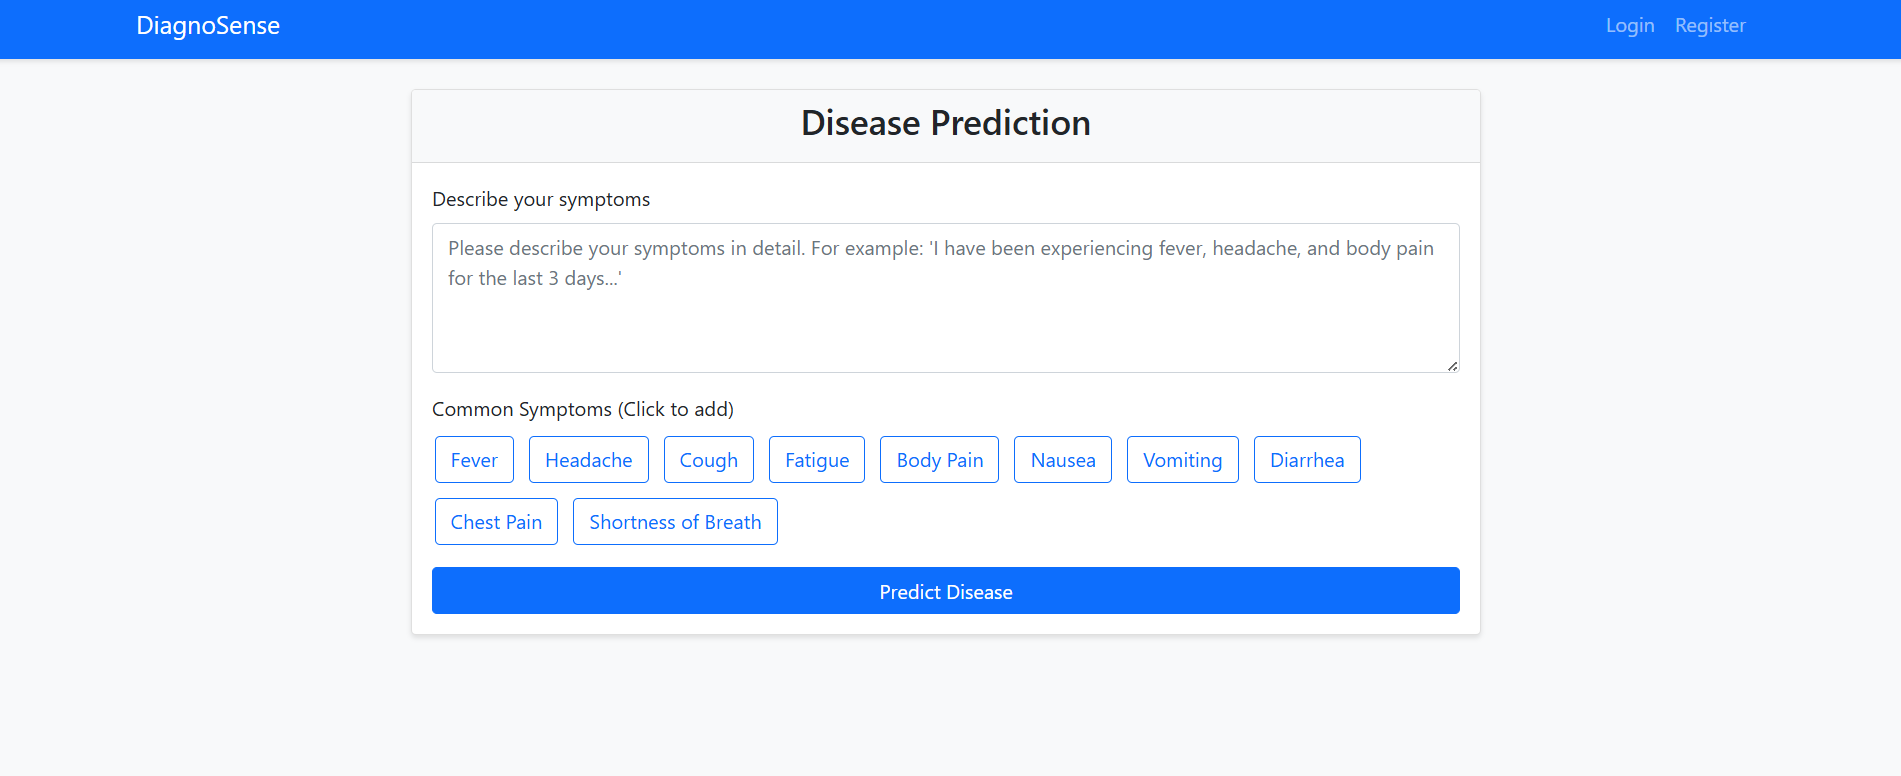 DiagnoSense Login Register
Disease Prediction
Describe your symptoms
Please describe your symptoms in detail. For example: 'I have been experiencing fever, headache, and body pain
for the last 3 days...'
Common Symptoms (Click to add)
Fever Headache Cough Fatigue Body Pain Nausea Vomiting Diarrhea
Chest Pain Shortness of Breath
Predict Disease